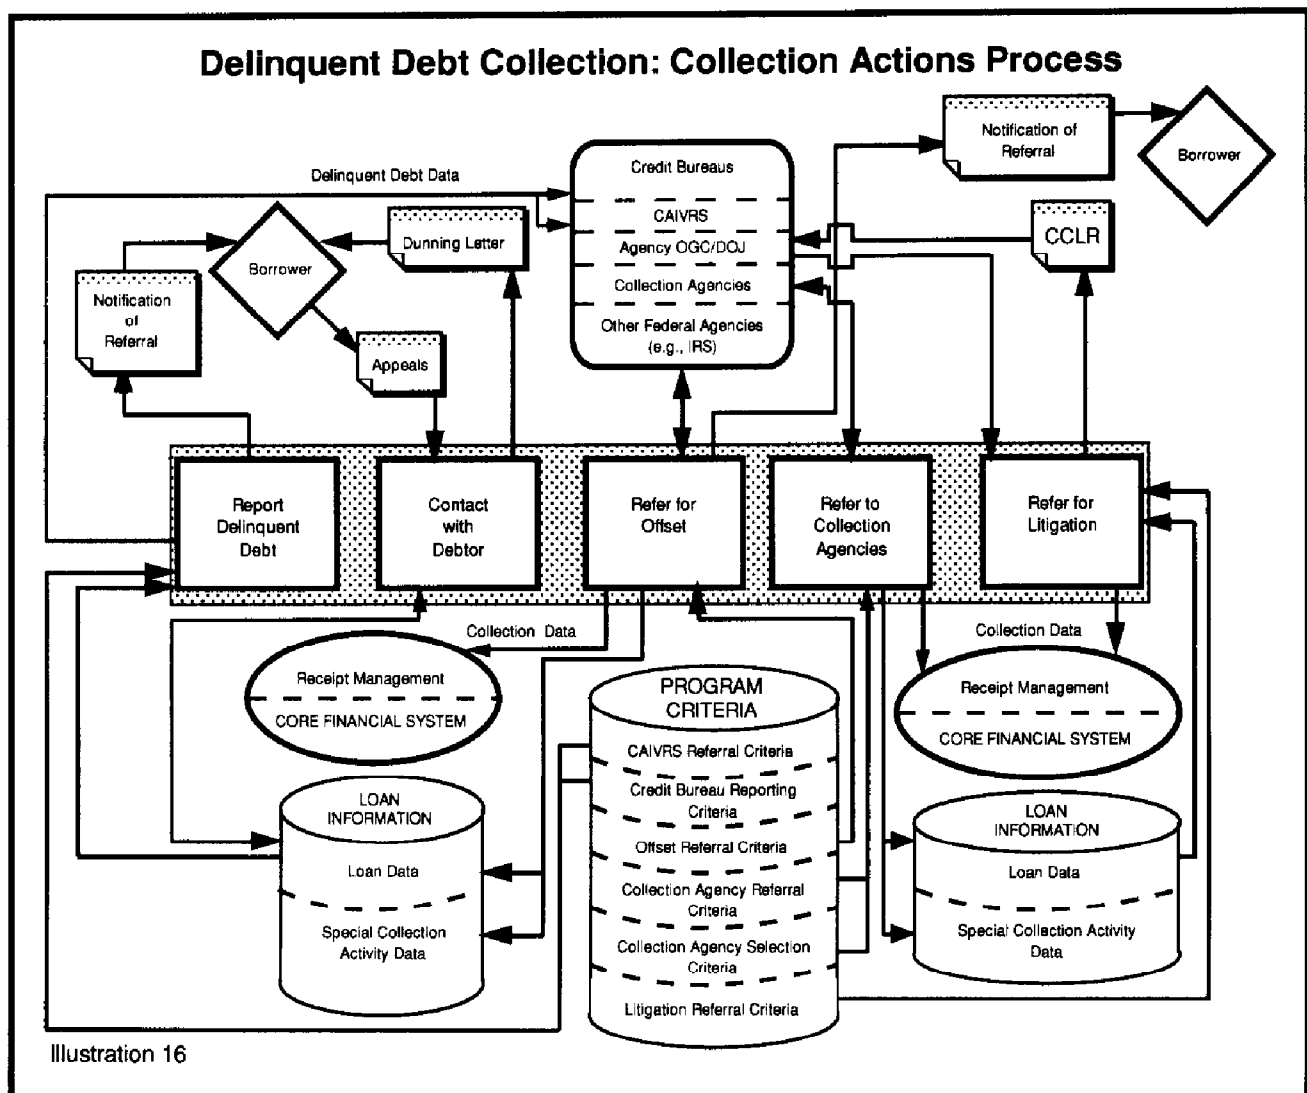 Delinquent Debt Collection: Collection Actions Process
Notification of
Referral
Borrower
Credit Bureaus
CAIVRS
Agency OGC/DOJ
Collection Agencies
Other Federal Agencies
(e.g., IRS)
Delinquent Debt Data
Dunning Letter
CCLR
Borrower
Notification
of
Referral
Appeals
Report
Delinquent
Debt
Contact
with
Debtor
Refer for
Offset
Refer to
Collection
Agencies
Refer for
Litigation
Collection Data
Collection Data
Receipt Management
CORE FINANCIAL SYSTEM
PROGRAM
CRITERIA
CAIVRS Referral Criteria
Credit Bureau Reporting
Criteria
Offset Referral Criteria
Collection Agency Referral
Criteria
Collection Agency Selection
Criteria
Litigation Referral Criteria
Receipt Management
CORE FINANCIAL SYSTEM
LOAN
INFORMATION
Loan Data
Special Collection
Activity Data
LOAN
INFORMATION
Loan Data
Special Collection Activity
Data
Illustration 16